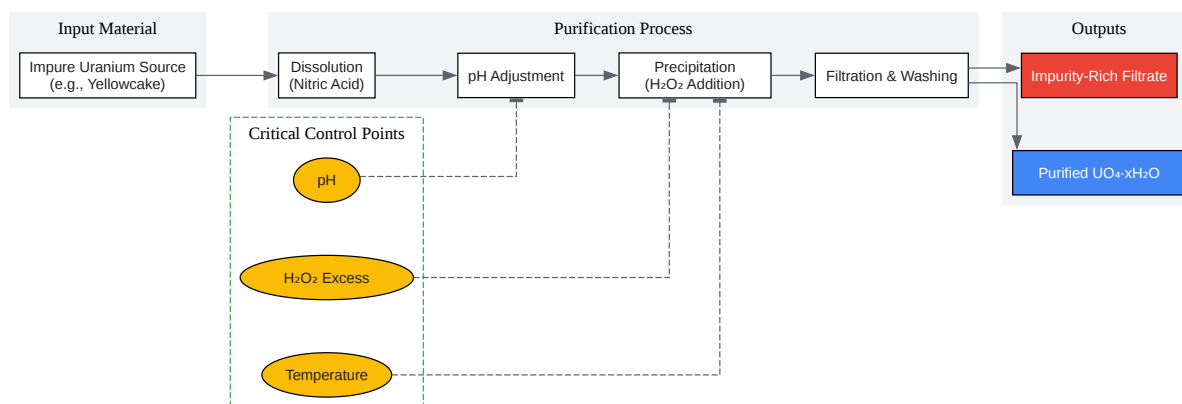 Input Material
Purification Process
Outputs
Impure Uranium Source
(e.g., Yellowcake)
Dissolution
(Nitric Acid)
pH Adjustment
Precipitation
(H₂O₂ Addition)
Filtration & Washing
Impurity-Rich Filtrate
Critical Control Points
pH
Purified UO₄·xH₂O
H₂O₂ Excess
Temperature